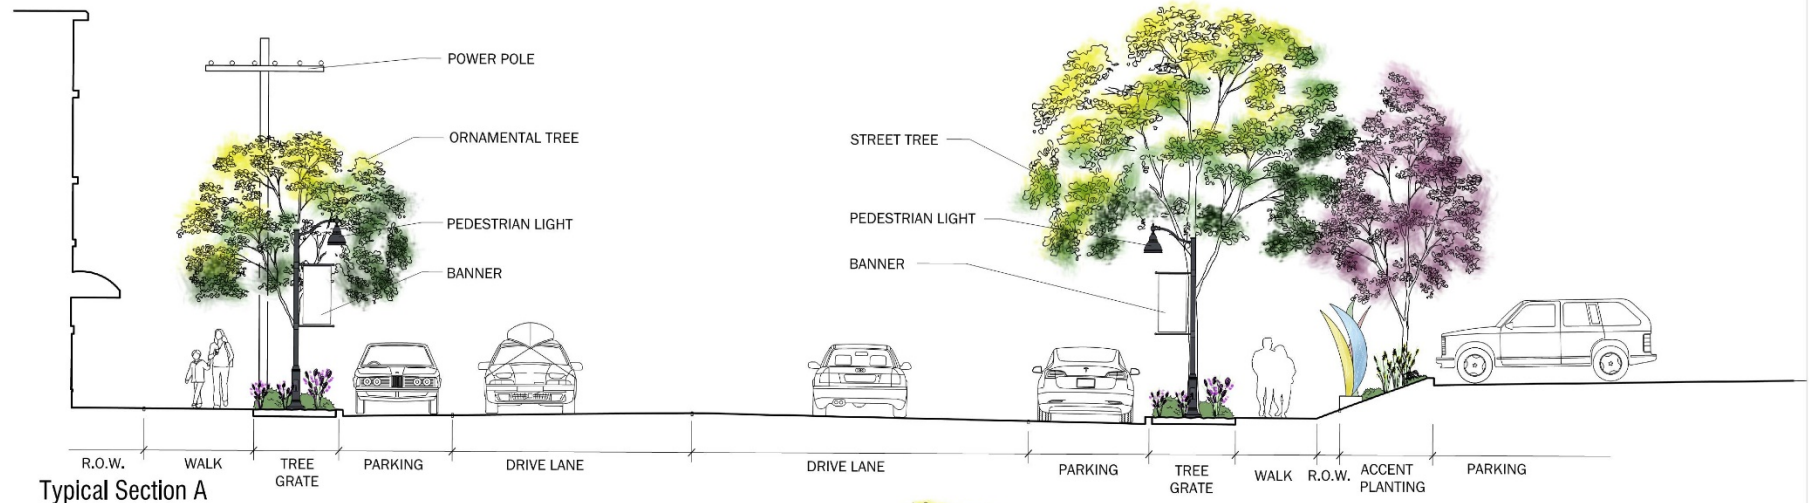 POWER POLE
ORNAMENTAL TREE
PEDESTRIAN LIGHT
BANNER
STREET TREE
PEDESTRIAN LIGHT
BANNER
R.O.W.
WALK
TREE
GRATE
PARKING
DRIVE LANE
DRIVE LANE
PARKING
TREE
GRATE
WALK
R.O.W.
ACCENT
PLANTING
PARKING
Typical Section A